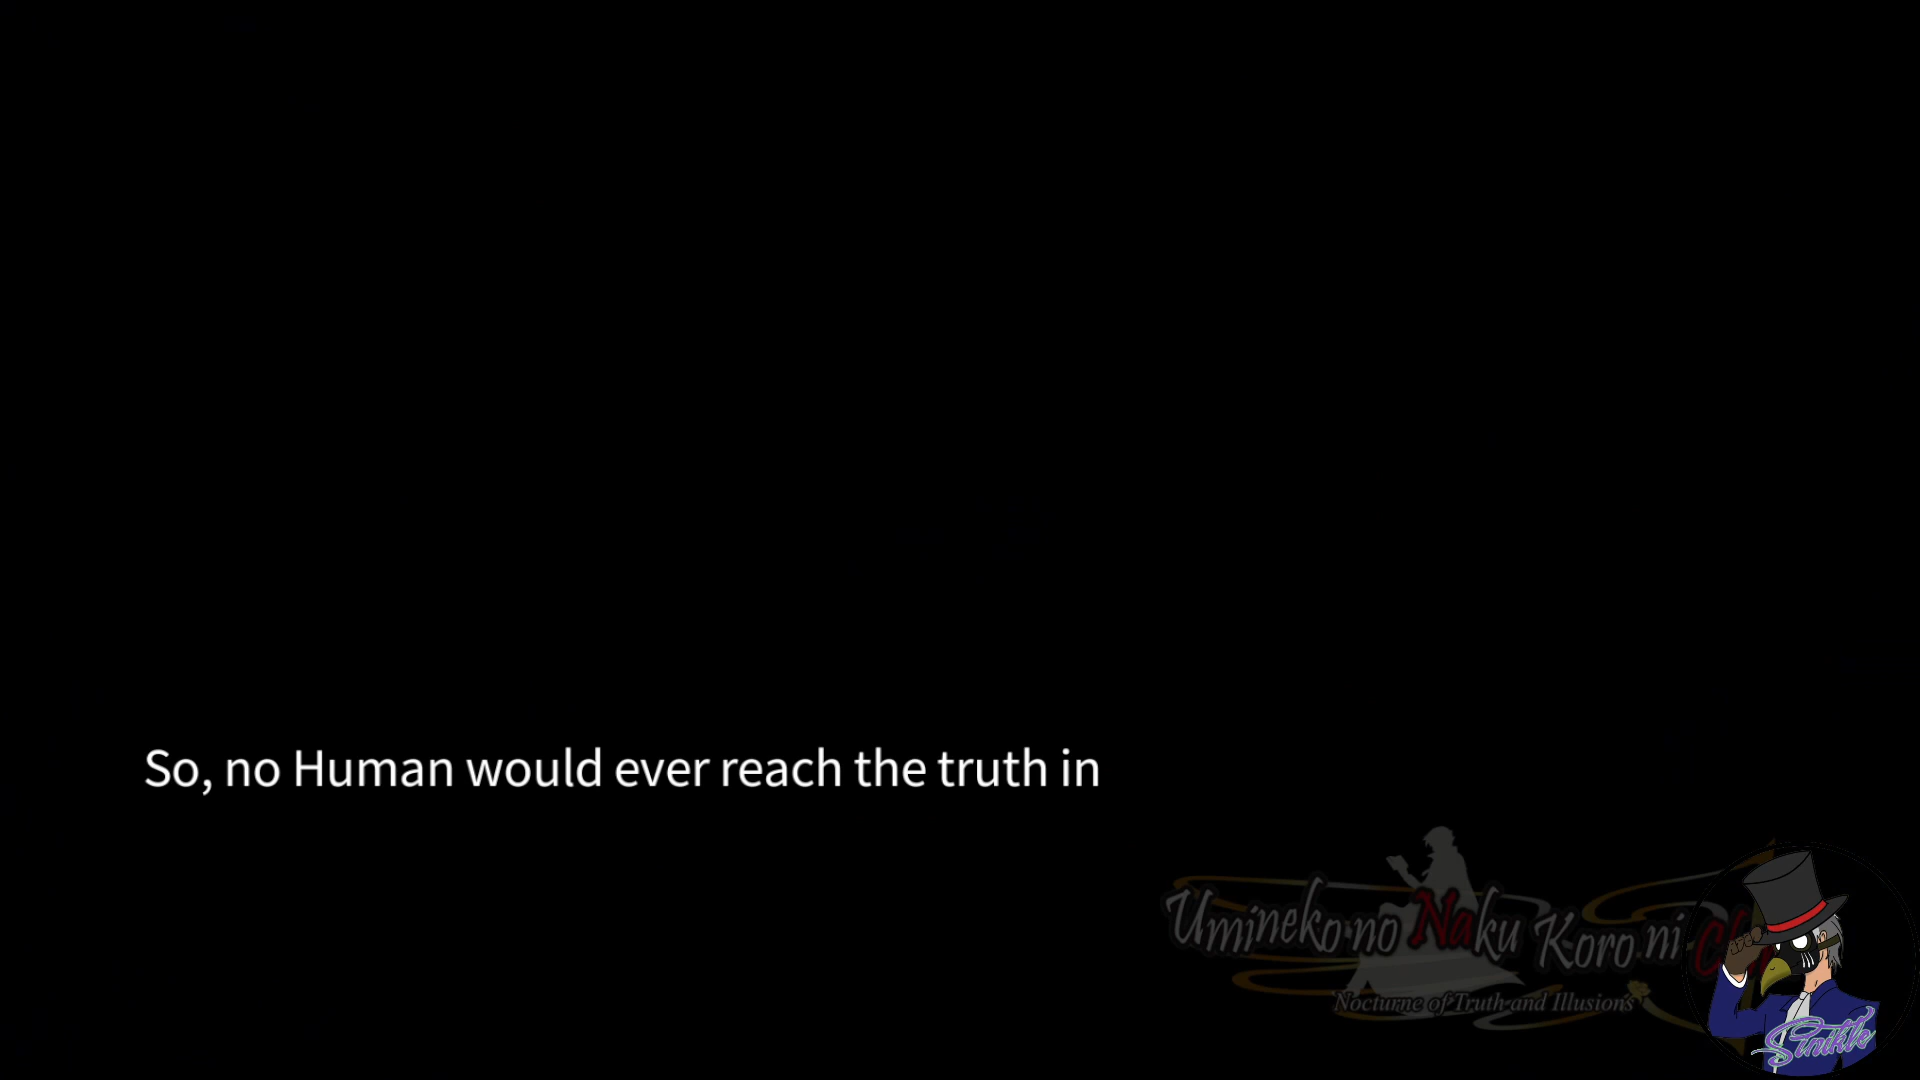 So, no Human would ever reach the truth in
Umineko no Naku Koro ni
Nocturne of Truth and Illusions
Sinikle